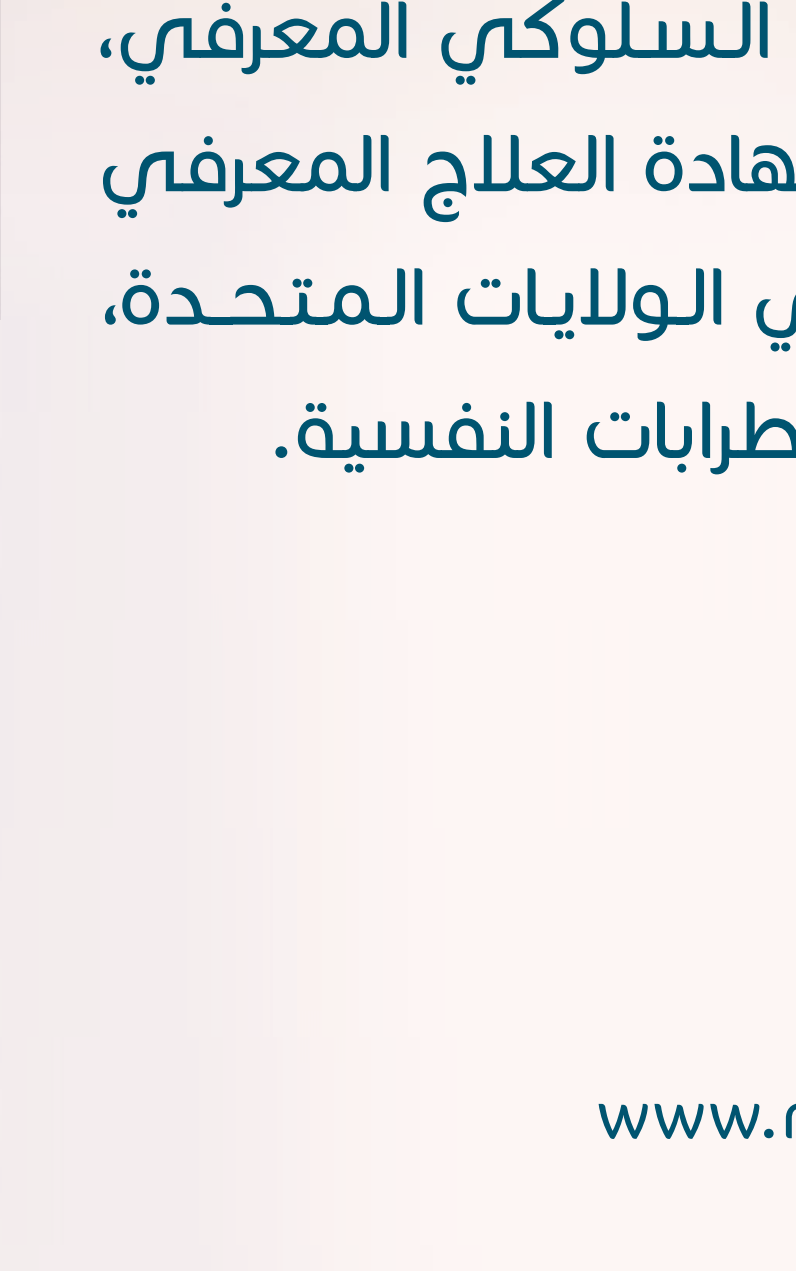 السلوكي المعرفي،
هادة العلاج المعرفي
ي الولايات المتحدة،
طرابات النفسية.
www.